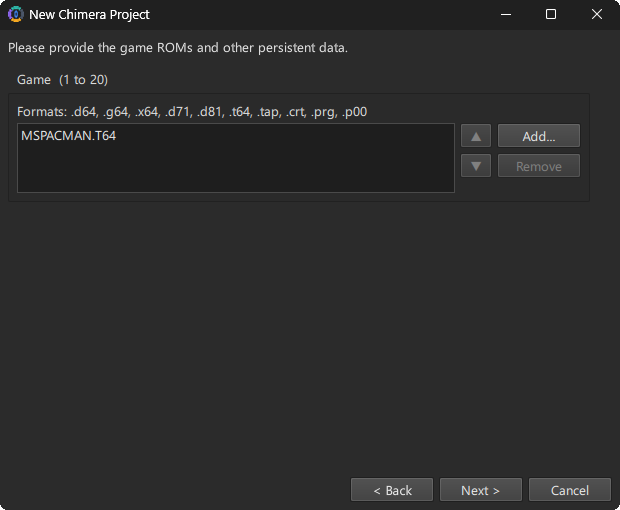 New Chimera Project
Please provide the game ROMs and other persistent data.
Game (1 to 20)
Formats: .d64, .g64, .x64, .d71, .d81, .t64, .tap, .crt, .prg, .p00
MSPACMAN.T64
▲ Add...
▼ Remove
< Back Next > Cancel